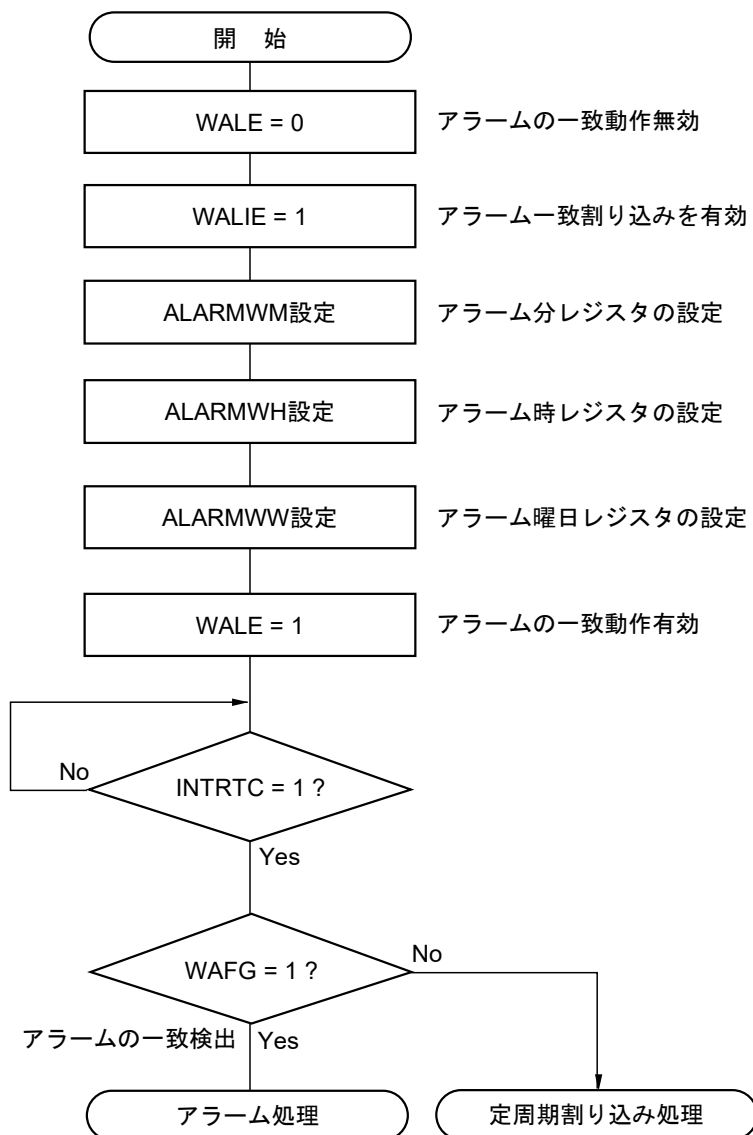 開 始
WALE = 0
アラームの一致動作無効
WALIE = 1
アラーム一致割り込みを有効
ALARMWM設定
アラーム分レジスタの設定
ALARMWH設定
アラーム時レジスタの設定
ALARMWW設定
アラーム曜日レジスタの設定
WALE = 1
アラームの一致動作有効
No
INTRTC = 1 ?
Yes
WAFG = 1 ?
No
アラームの一致検出
Yes
アラーム処理
定周期割り込み処理